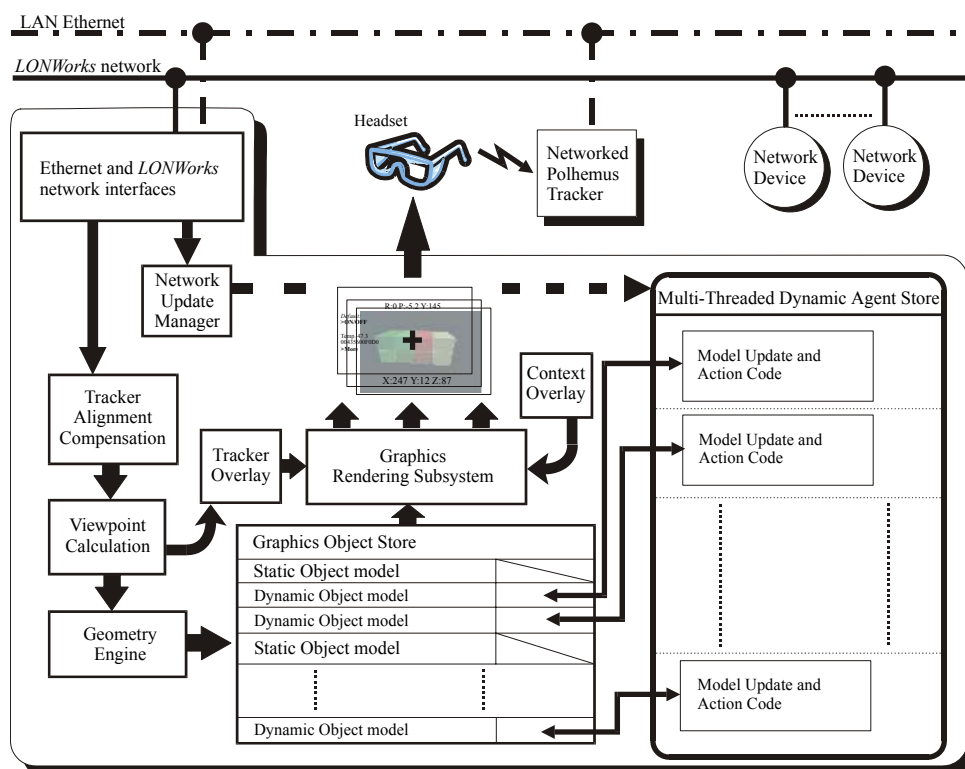 LAN Ethernet
LONWorks network
Headset
Ethernet and LONWorks
network interfaces
Networked
Polhemus
Tracker
Network
Device
Network
Device
Network
Update
Manager
R:0 P:-5.2 Y:145
Default
>ON/OFF
>More
X:247 Y:12 Z:87
Multi-Threaded Dynamic Agent Store
Model Update and
Action Code
Context
Overlay
Tracker
Alignment
Compensation
Tracker
Overlay
Graphics
Rendering Subsystem
Model Update and
Action Code
Viewpoint
Calculation
Graphics Object Store
Static Object model
Dynamic Object model
Dynamic Object model
Static Object model
Geometry
Engine
Dynamic Object model
Model Update and
Action Code